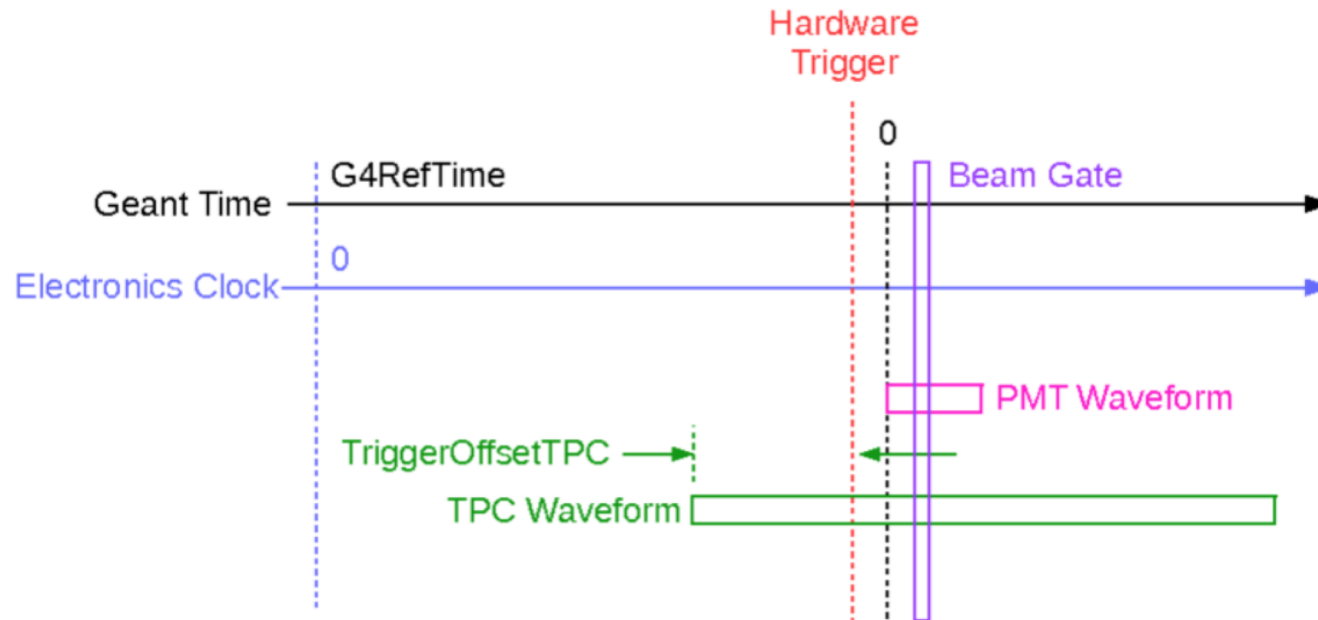 Hardware
Trigger
0
G4RefTime
Beam Gate
Geant Time
0
Electronics Clock
PMT Waveform
TriggerOffsetTPC
TPC Waveform